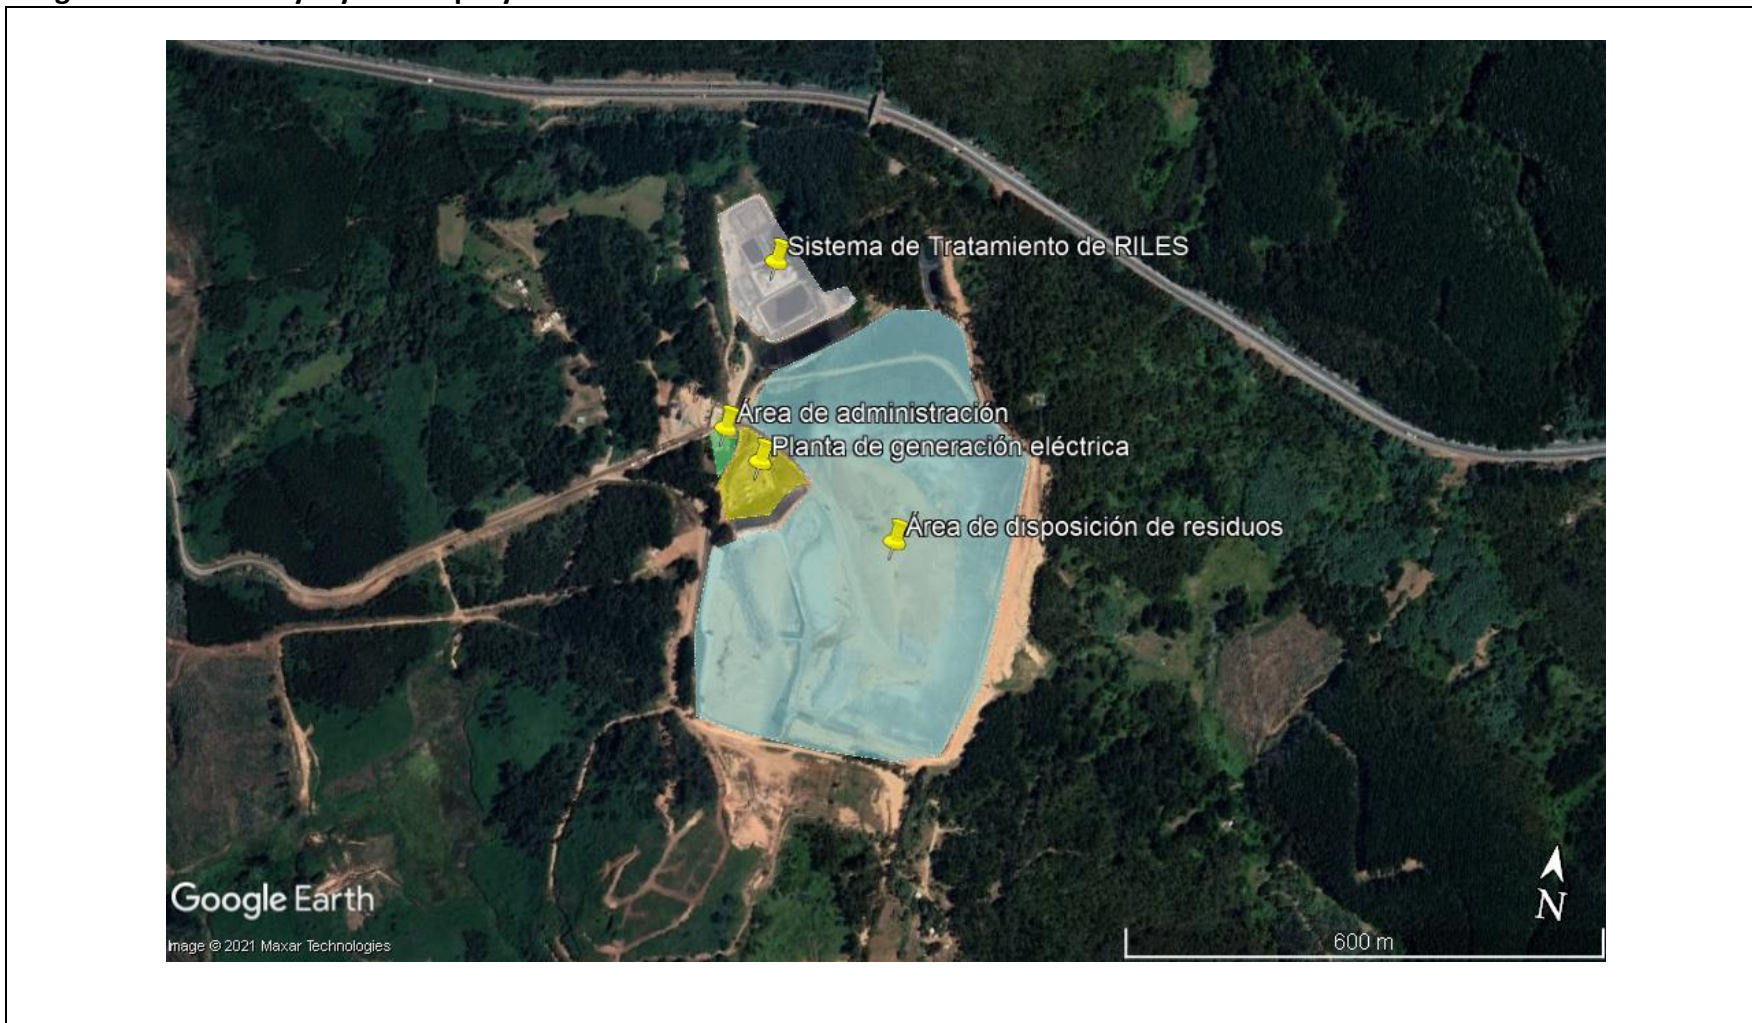 Sistema de Tratamiento de RILES
Área de administración
Planta de generación eléctrica
Área de disposición de residuos
Google Earth
N
Image © 2021 Maxar Technologies
600 m